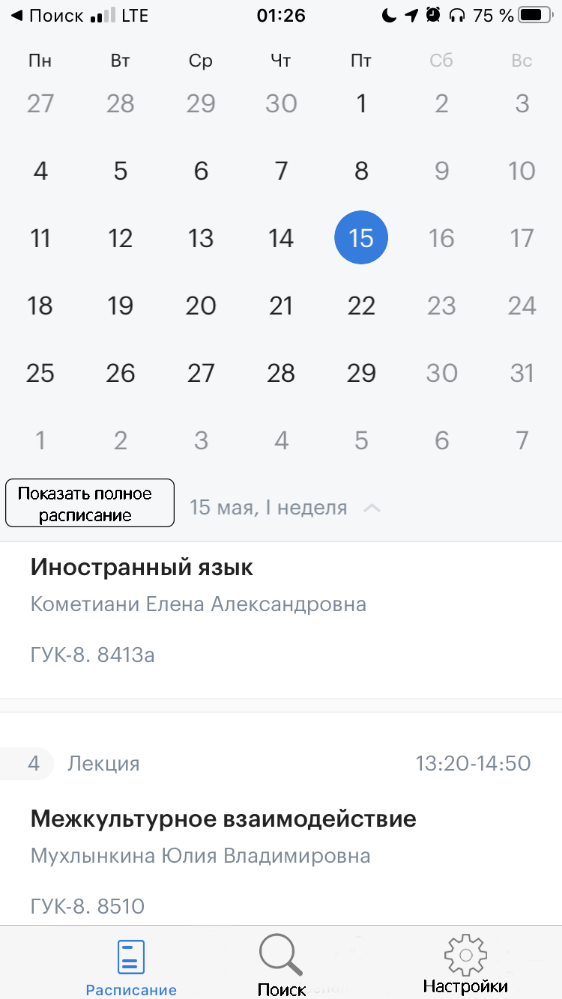 Поиск LTE 01:26 75 %
Пн Вт Ср Чт Пт Сб Вс
27 28 29 30 1 2 3
4 5 6 7 8 9 10
11 12 13 14 15 16 17
18 19 20 21 22 23 24
25 26 27 28 29 30 31
1 2 3 4 5 6 7
Показать полное
расписание
15 мая, I неделя
Иностранный язык
Кометиани Елена Александровна
ГУК-8. 8413а
4 Лекция 13:20-14:50
Межкультурное взаимодействие
Мухлынкина Юлия Владимировна
ГУК-8. 8510
Расписание Поиск Настройки